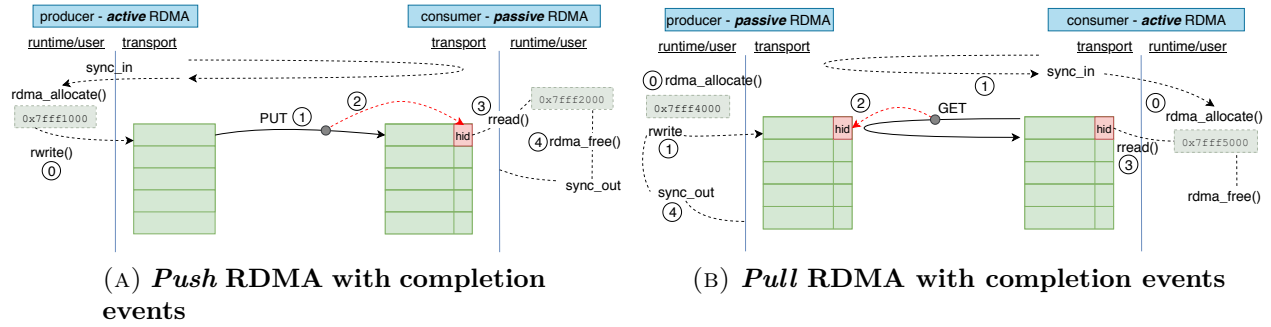 producer - active RDMA
consumer - passive RDMA
runtime/user transport
transport runtime/user
sync_in
rdma_allocate()
0x7fff1000
rwrite()
0
PUT 1
2
hid
3
rread()
0x7fff2000
4 rdma_free()
sync_out
(A) Push RDMA with completion
events
producer - passive RDMA
consumer - active RDMA
runtime/user transport
transport runtime/user
sync_in
1
0 rdma_allocate()
0x7fff4000
rwrite
1
sync_out
4
hid
2
GET
hid
0
rdma_allocate()
0x7fff5000
rread()
3
rdma_free()
(B) Pull RDMA with completion events